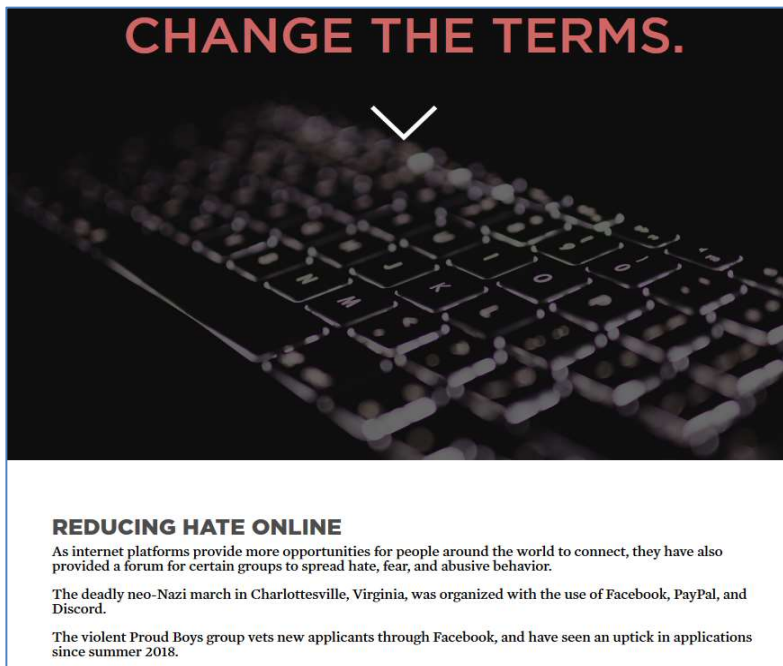 CHANGE THE TERMS.
N M J K L I O
REDUCING HATE ONLINE
As internet platforms provide more opportunities for people around the world to connect, they have also
provided a forum for certain groups to spread hate, fear, and abusive behavior.
The deadly neo-Nazi march in Charlottesville, Virginia, was organized with the use of Facebook, PayPal, and
Discord.
The violent Proud Boys group vets new applicants through Facebook, and have seen an uptick in applications
since summer 2018.